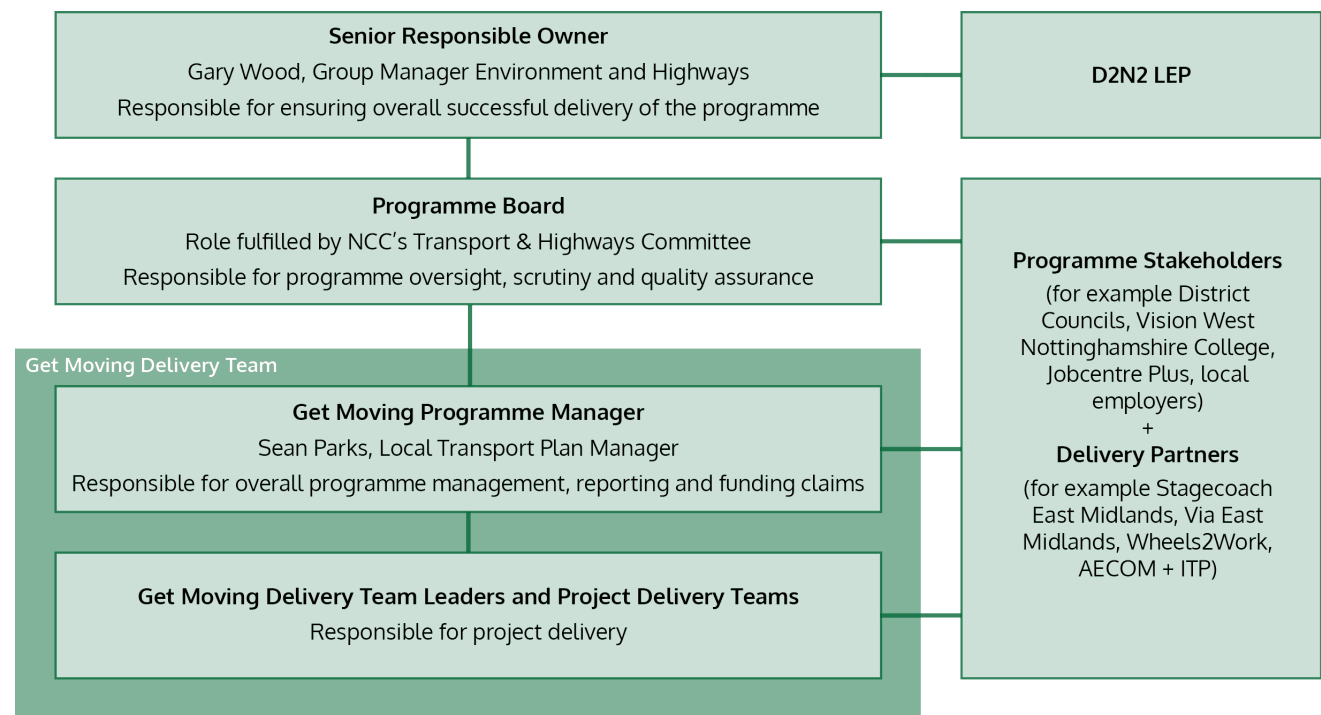 Senior Responsible Owner
Gary Wood, Group Manager Environment and Highways
Responsible for ensuring overall successful delivery of the programme
D2N2 LEP
Programme Board
Role fulfilled by NCC’s Transport & Highways Committee
Responsible for programme oversight, scrutiny and quality assurance
Get Moving Delivery Team
Get Moving Programme Manager
Sean Parks, Local Transport Plan Manager
Responsible for overall programme management, reporting and funding claims
Get Moving Delivery Team Leaders and Project Delivery Teams
Responsible for project delivery
Programme Stakeholders
(for example District
Councils, Vision West
Nottinghamshire College,
Jobcentre Plus, local
employers)
+
Delivery Partners
(for example Stagecoach
East Midlands, Via East
Midlands, Wheels2Work,
AECOM + ITP)